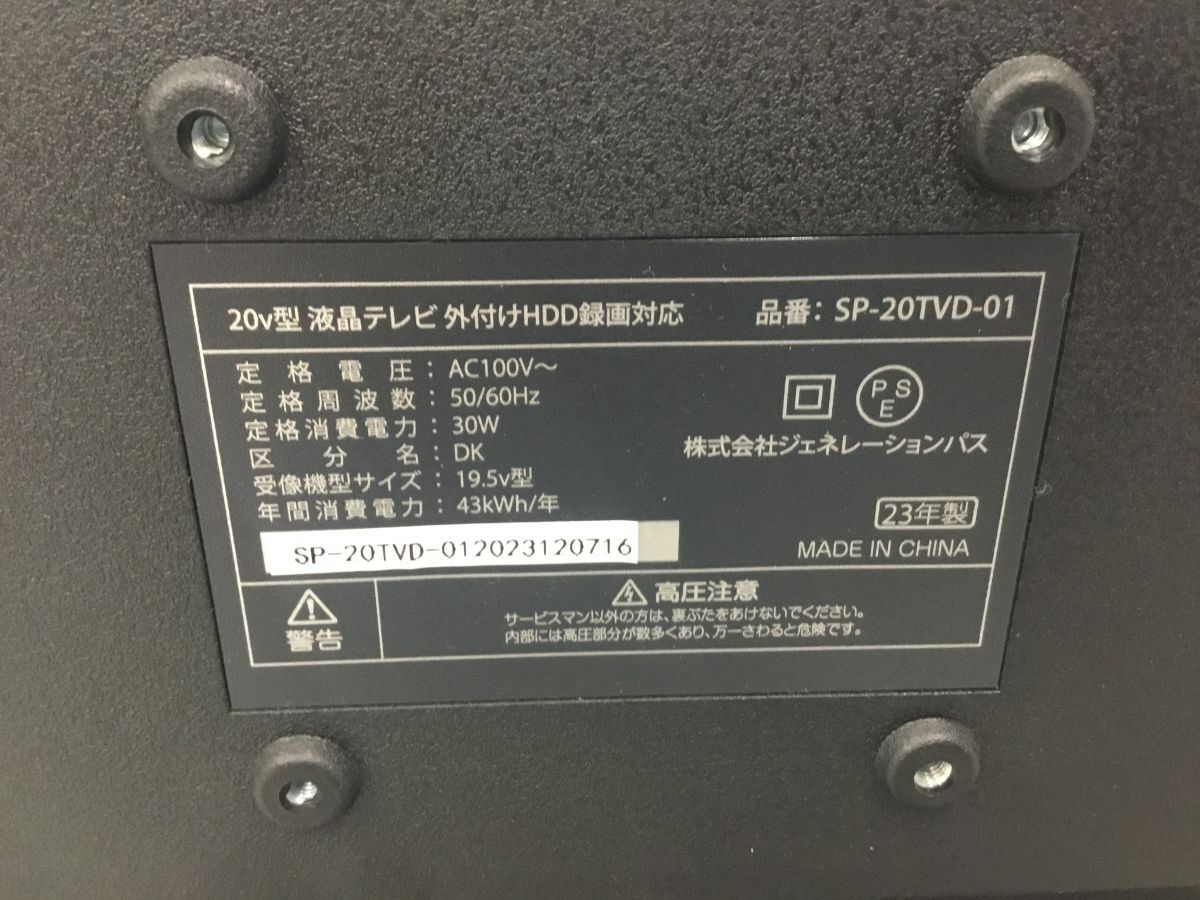 20v型 液晶テレビ 外付けHDD録画対応 品番：SP-20TVD-01
定格電圧：AC100V～
定格周波数：50/60Hz
定格消費電力：30W
区分名：DK
受像機型サイズ：19.5v型
年間消費電力：43kWh/年
PSE
株式会社ジェネレーションパス
23年製
MADE IN CHINA
SP-20TVD-012023120716
警告
高圧注意
サービスマン以外の方は、裏ぶたをあけないでください。
内部には高圧部分が数多くあり、万一さわると危険です。